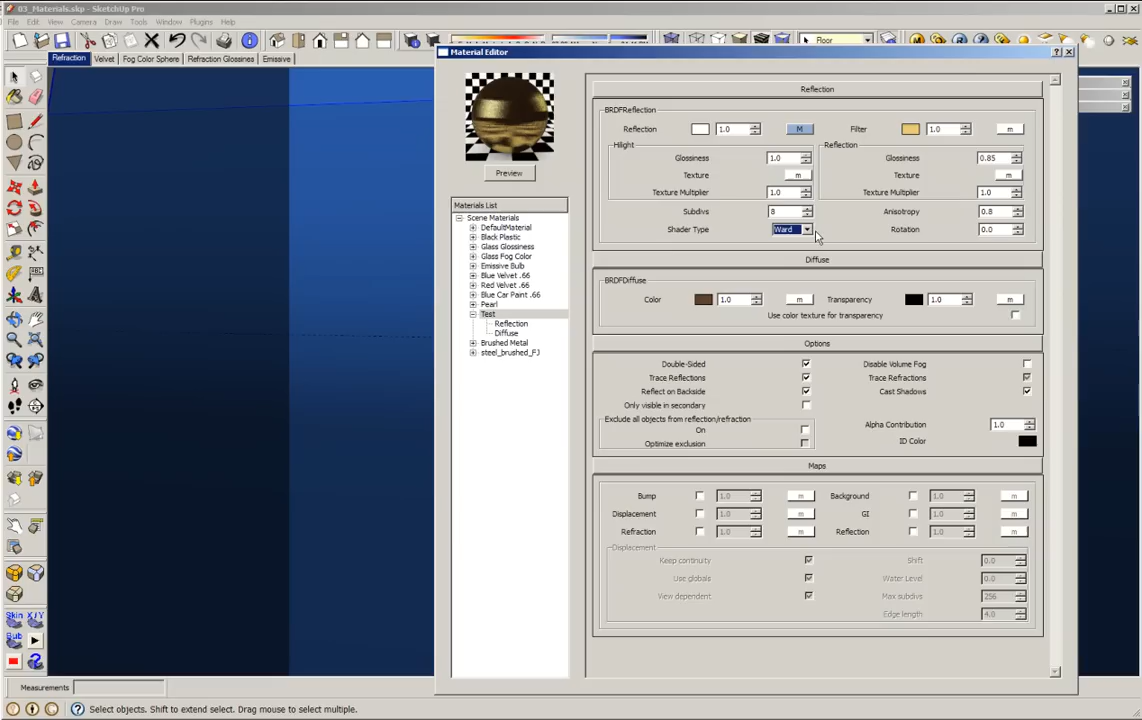 03_Materials.skp - SketchUp Pro
File Edit View Camera Draw Tools Window Plugins Help
Floor
Refraction Velvet Fog Color Sphere Refraction Glossines Emissive
Material Editor
Preview
Materials List
Scene Materials
DefaultMaterial
Black Plastic
Glass Glossiness
Glass Fog Color
Emissive Bulb
Blue Velvet .66
Red Velvet .66
Blue Car Paint .66
Pearl
Test
Reflection
Diffuse
Brushed Metal
steel_brushed_FJ
Reflection
BRDFReflection
Reflection 1.0 M Filter 1.0 m
Hilight Reflection
Glossiness 1.0 Glossiness 0.85
Texture m Texture m
Texture Multiplier 1.0 Texture Multiplier 1.0
Subdivs 8 Anisotropy 0.8
Shader Type Ward Rotation 0.0
Diffuse
BRDFDiffuse
Color 1.0 m Transparency 1.0 m
Use color texture for transparency
Options
Double-Sided Disable Volume Fog
Trace Reflections Trace Refractions
Reflect on Backside Cast Shadows
Only visible in secondary
Exclude all objects from reflection/refraction
On Alpha Contribution 1.0
Optimize exclusion ID Color
Maps
Bump 1.0 m Background 1.0 m
Displacement 1.0 m GI 1.0 m
Refraction 1.0 m Reflection 1.0 m
Displacement
Keep continuity Shift 0.0
Use globals Water Level 0.0
View dependent Max subdivs 256
Edge length 4.0
Skin X/Y
Bub
Measurements
Select objects. Shift to extend select. Drag mouse to select multiple.